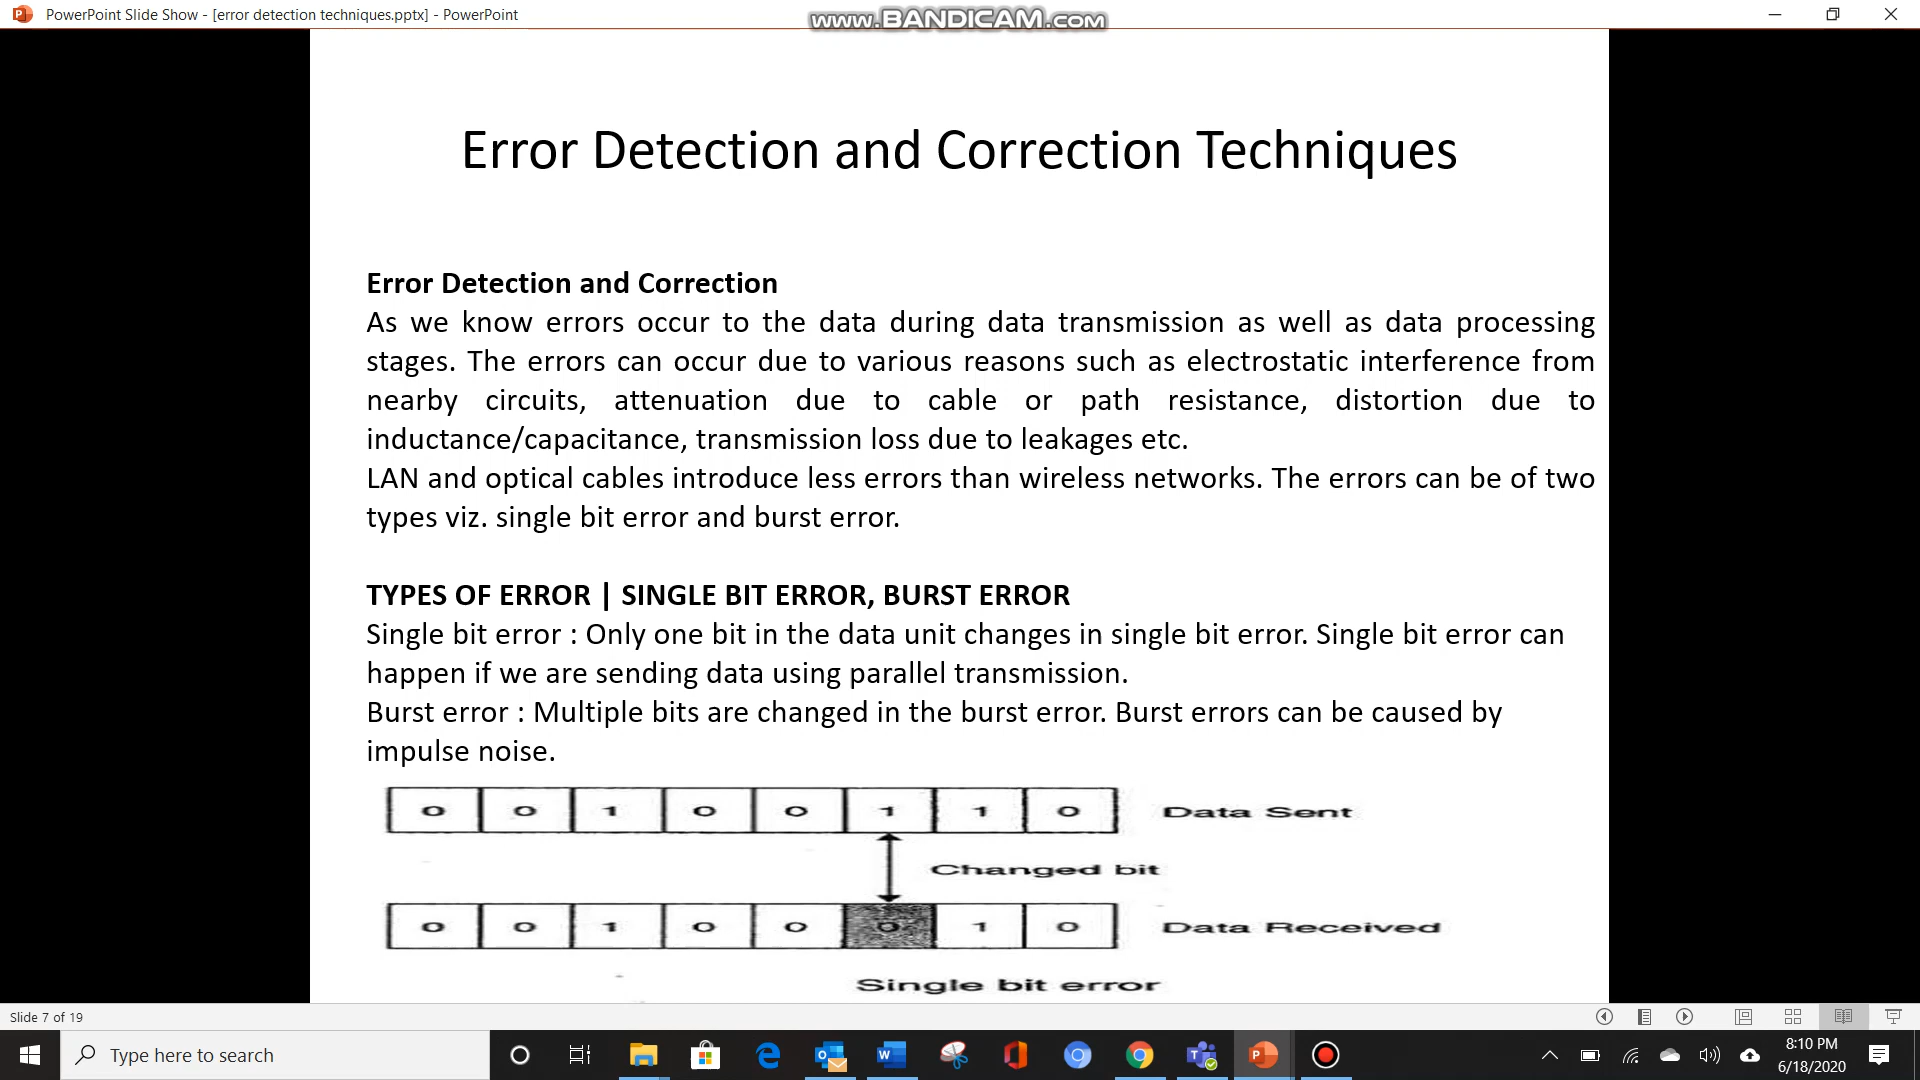 PowerPoint Slide Show - [error detection techniques.pptx] - PowerPoint
www.BANDICAM.com
Error Detection and Correction Techniques
Error Detection and Correction
As we know errors occur to the data during data transmission as well as data processing
stages. The errors can occur due to various reasons such as electrostatic interference from
nearby circuits, attenuation due to cable or path resistance, distortion due to
inductance/capacitance, transmission loss due to leakages etc.
LAN and optical cables introduce less errors than wireless networks. The errors can be of two
types viz. single bit error and burst error.
TYPES OF ERROR | SINGLE BIT ERROR, BURST ERROR
Single bit error : Only one bit in the data unit changes in single bit error. Single bit error can
happen if we are sending data using parallel transmission.
Burst error : Multiple bits are changed in the burst error. Burst errors can be caused by
impulse noise.
0 0 1 0 0 1 1 0 Data Sent
Changed bit
0 0 1 0 0 0 1 0 Data Received
Single bit error
Slide 7 of 19
Type here to search
8:10 PM
6/18/2020